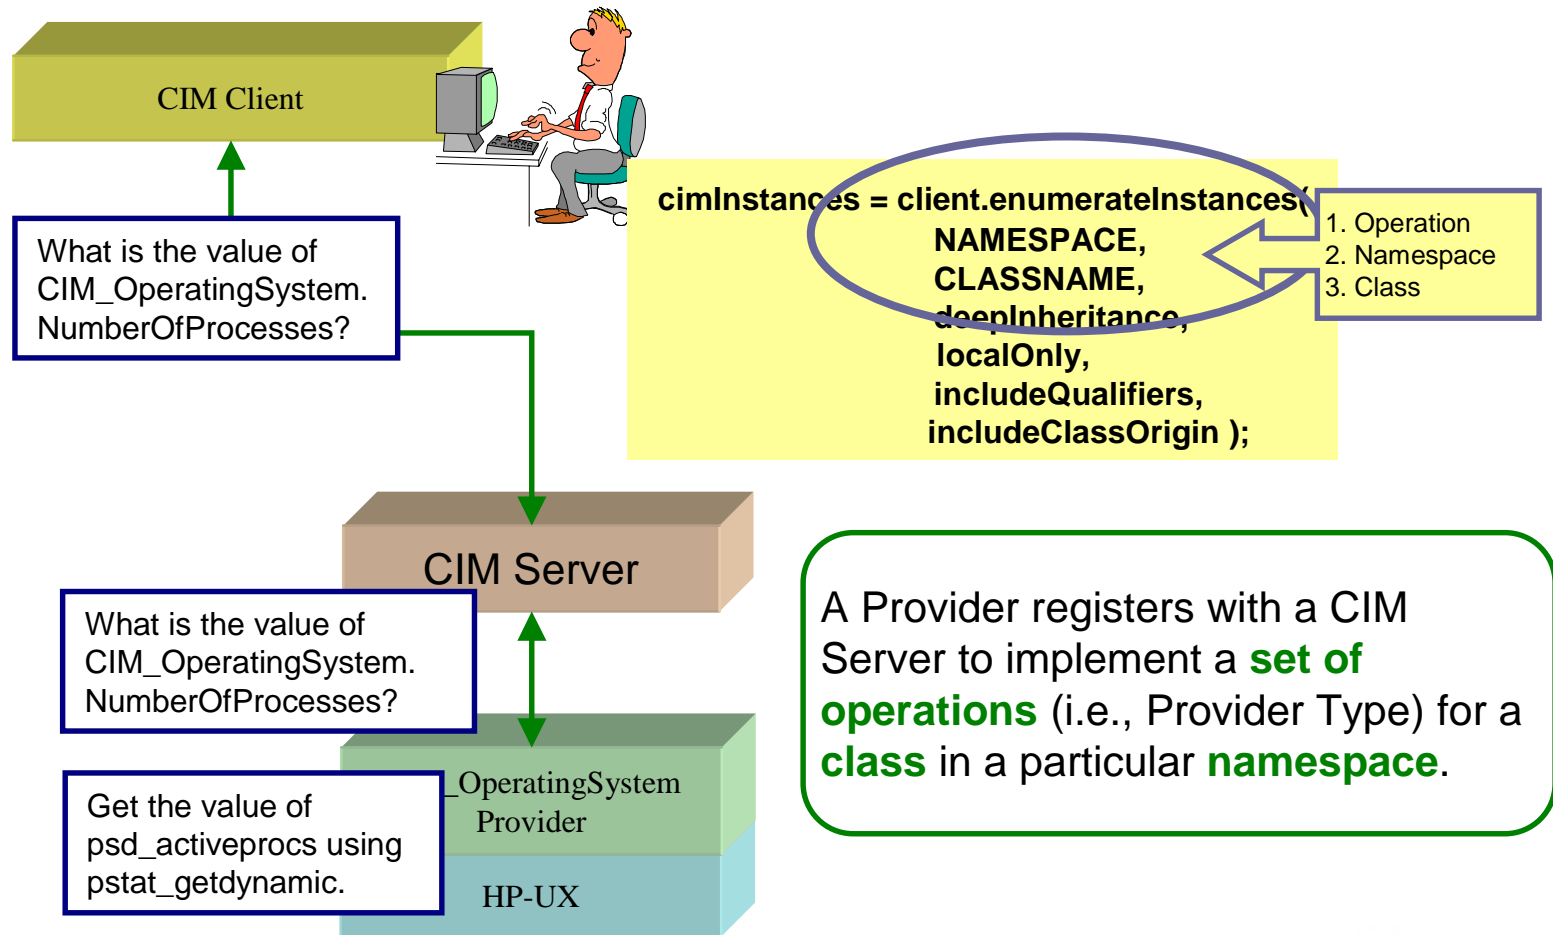 CIM Client
What is the value of
CIM_OperatingSystem.
NumberOfProcesses?
cimInstances = client.enumerateInstances(
NAMESPACE,
CLASSNAME,
deepInheritance,
localOnly,
includeQualifiers,
includeClassOrigin );
1. Operation
2. Namespace
3. Class
CIM Server
What is the value of
CIM_OperatingSystem.
NumberOfProcesses?
_OperatingSystem
Provider
Get the value of
psd_activeprocs using
pstat_getdynamic.
HP-UX
A Provider registers with a CIM
Server to implement a set of
operations (i.e., Provider Type) for a
class in a particular namespace.